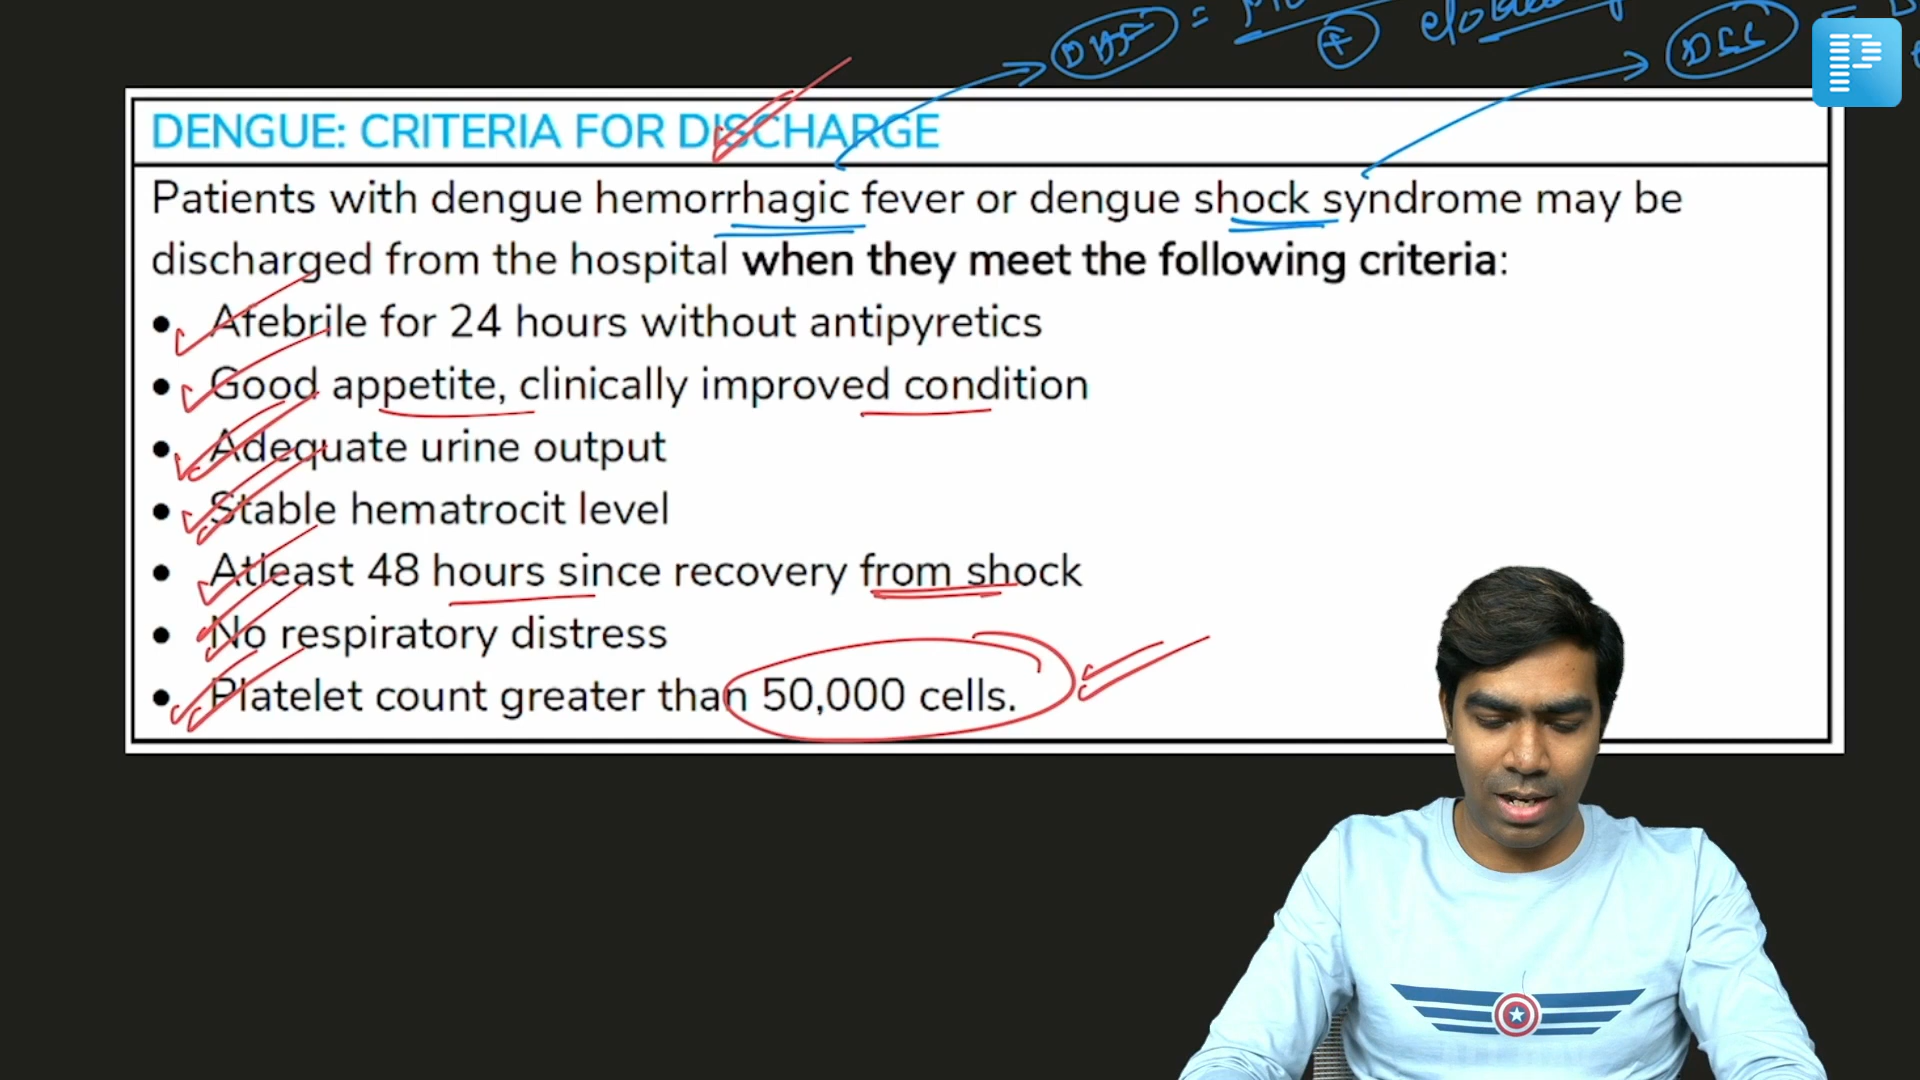 DHF =
+
DSS =
DENGUE: CRITERIA FOR DISCHARGE
Patients with dengue hemorrhagic fever or dengue shock syndrome may be
discharged from the hospital when they meet the following criteria:
• Afebrile for 24 hours without antipyretics
• Good appetite, clinically improved condition
• Adequate urine output
• Stable hematrocit level
• Atleast 48 hours since recovery from shock
• No respiratory distress
• Platelet count greater than 50,000 cells.